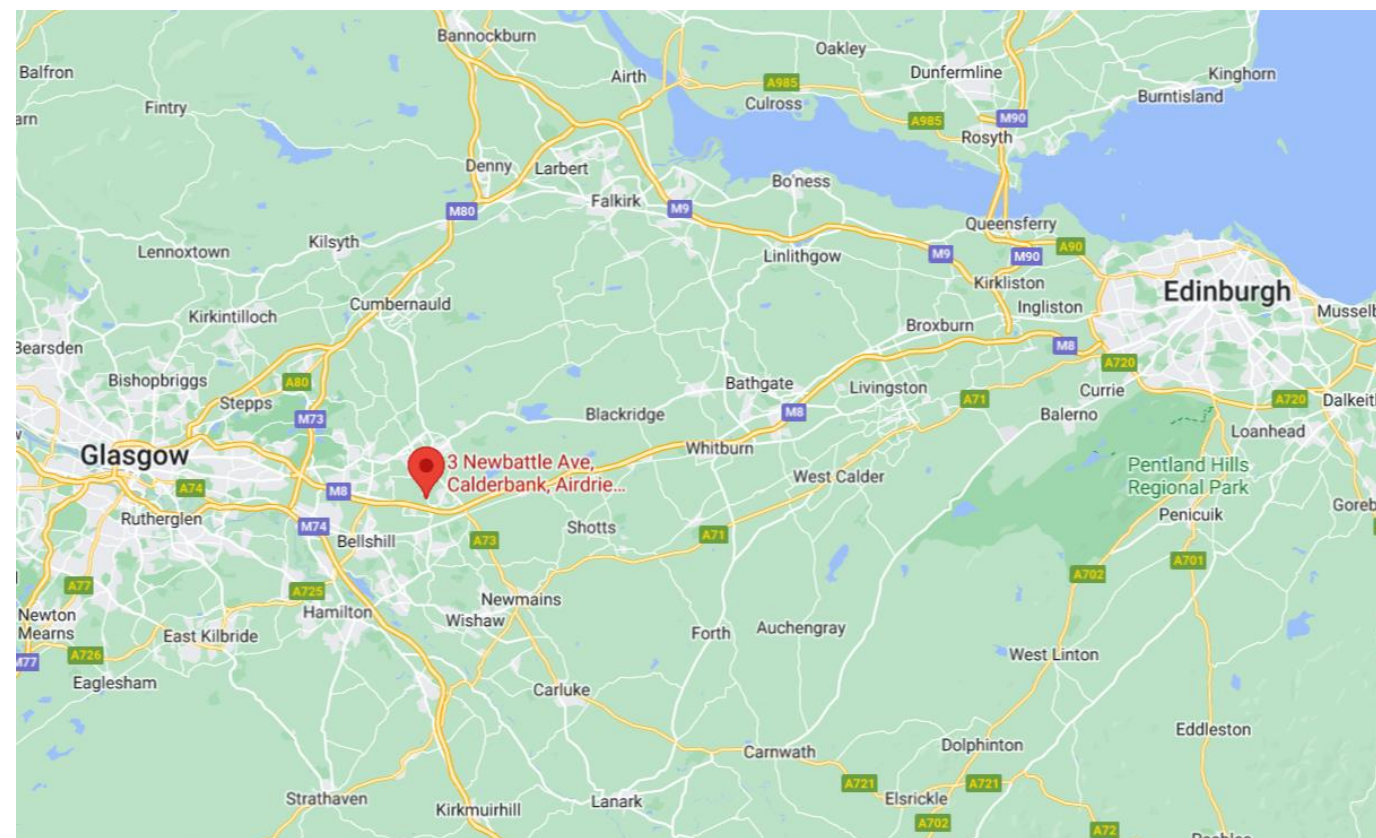 Bannockburn
Oakley
Balfron
Airth
Dunfermline
Kinghorn
A985
Culross
Burntisland
Fintry
arn
A985
M90
Rosyth
Denny
Larbert
Bo'ness
Falkirk
M80
M9
Queensferry
Kilsyth
Lennoxtown
Linlithgow
M9
A90
M90
Kirkliston
Edinburgh
Cumbernauld
Ingliston
Kirkintilloch
Broxburn
Musselb
Bearsden
M8
Bishopbriggs
A80
Bathgate
Livingston
A720
Currie
Stepps
M73
Blackridge
M8
A71
Balerno
A720
Dalkeith
Loanhead
Glasgow
Whitburn
3 Newbattle Ave,
Calderbank, Airdrie...
West Calder
Pentland Hills
Regional Park
A74
M8
Rutherglen
M74
Shotts
Penicuik
Goreb
Bellshill
A73
A71
A77
A725
A702
A701
Newton
Mearns
Hamilton
Newmains
Wishaw
East Kilbride
Forth
Auchengray
M77
A726
West Linton
Eaglesham
Carluke
Eddleston
Carnwath
Dolphinton
A721
A721
Strathaven
Kirkmuirhill
Lanark
Elsrickle
A702
A72